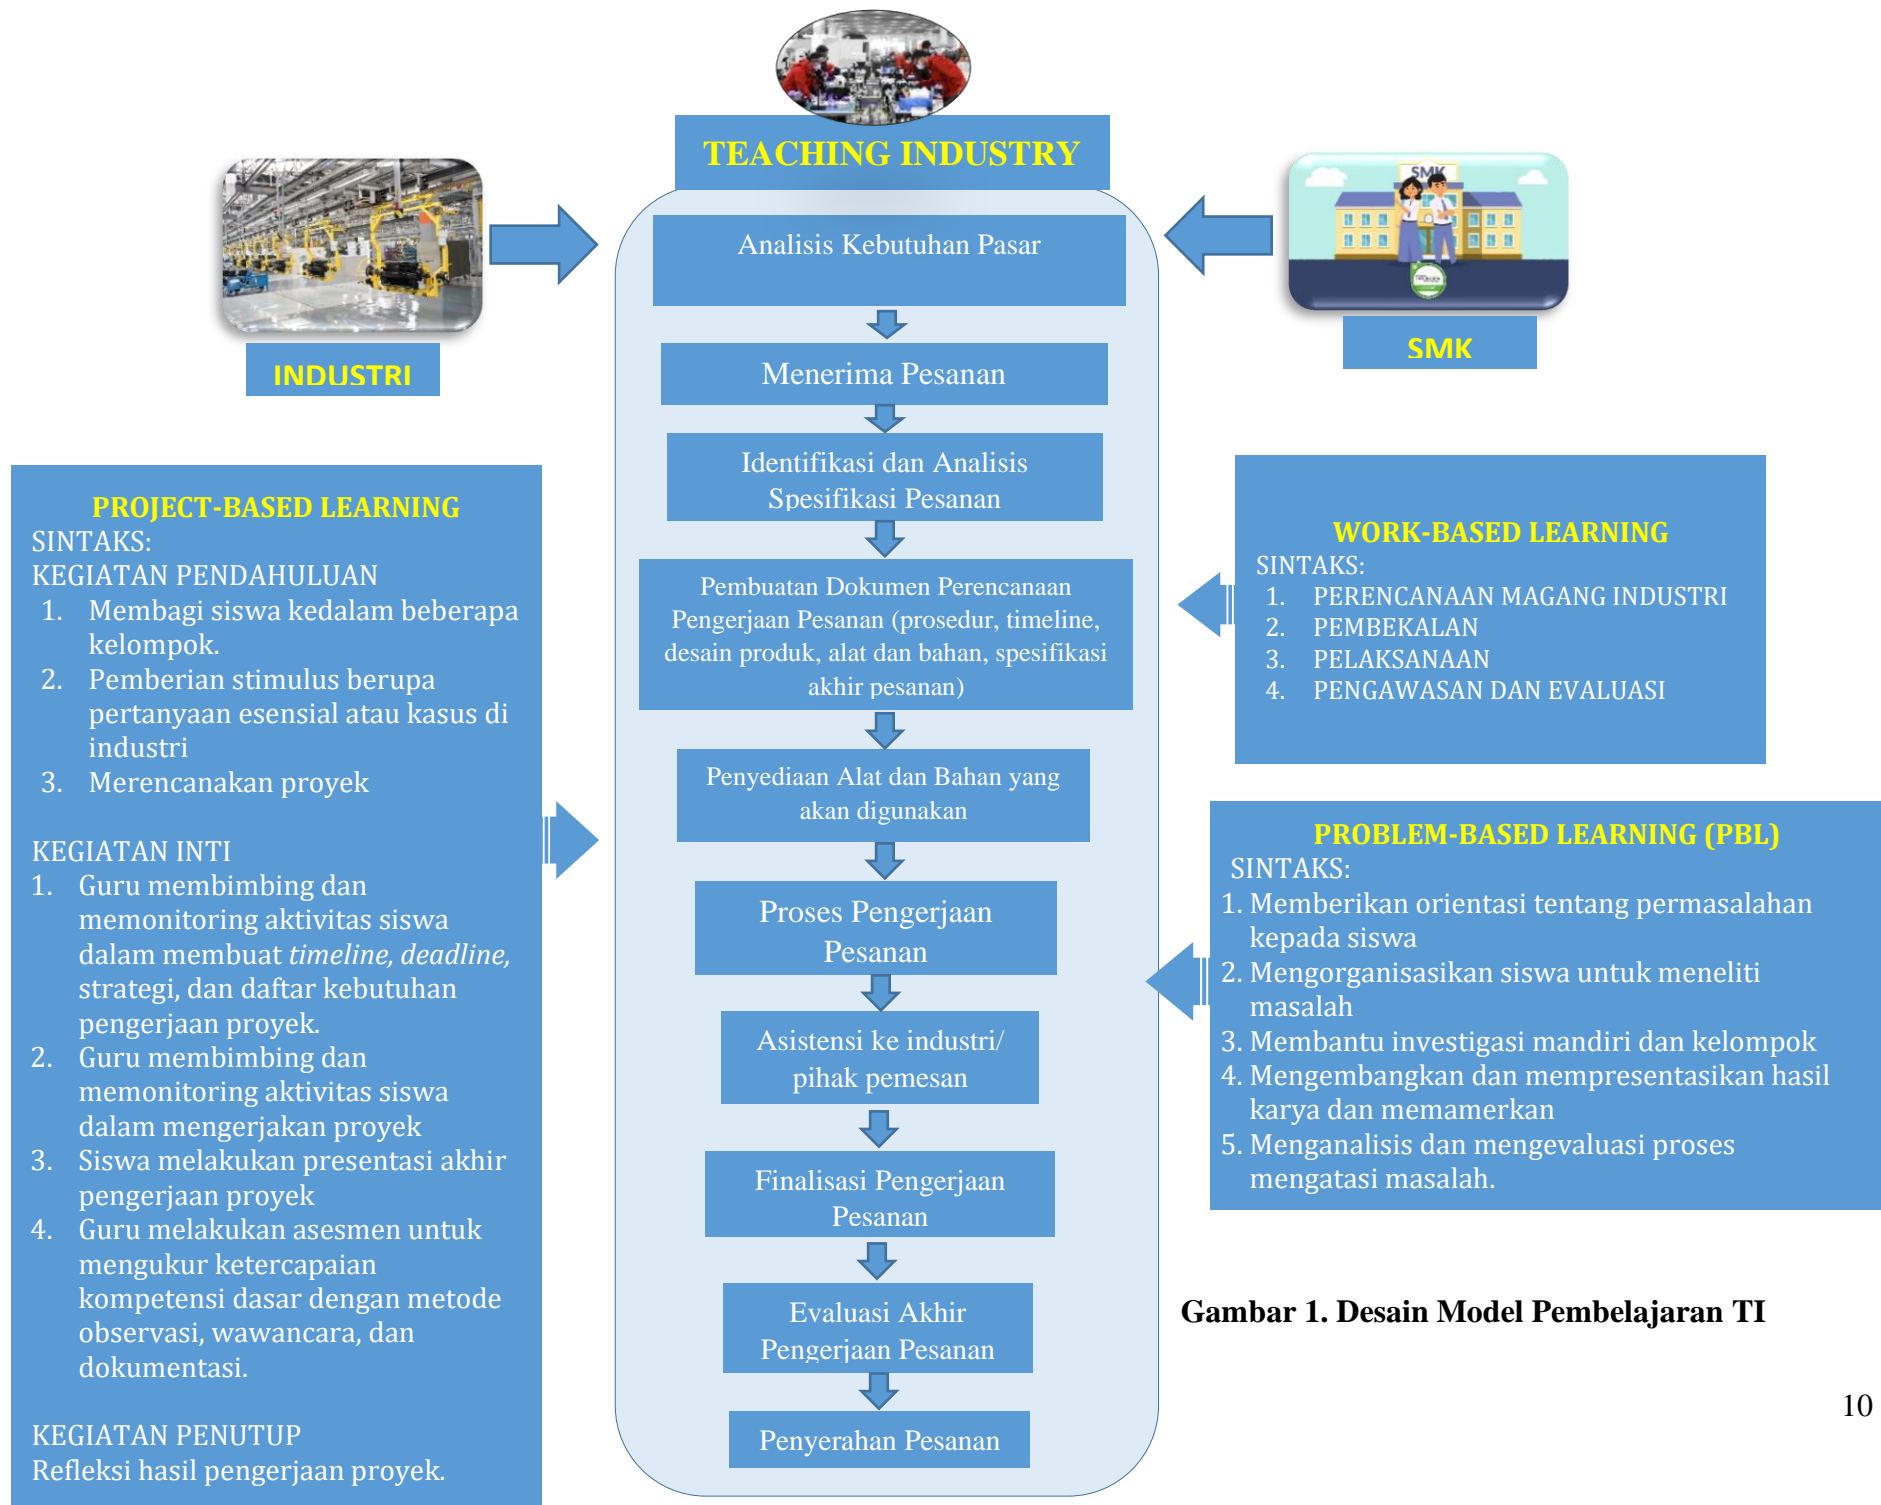 TEACHING INDUSTRY
SMK
INDUSTRI
SMK
Analisis Kebutuhan Pasar
Menerima Pesanan
Identifikasi dan Analisis
Spesifikasi Pesanan
Pembuatan Dokumen Perencanaan
Pengerjaan Pesanan (prosedur, timeline,
desain produk, alat dan bahan, spesifikasi
akhir pesanan)
Penyediaan Alat dan Bahan yang
akan digunakan
Proses Pengerjaan
Pesanan
Asistensi ke industri/
pihak pemesan
Finalisasi Pengerjaan
Pesanan
Evaluasi Akhir
Pengerjaan Pesanan
Penyerahan Pesanan
PROJECT-BASED LEARNING
SINTAKS:
KEGIATAN PENDAHULUAN
1. Membagi siswa kedalam beberapa
kelompok.
2. Pemberian stimulus berupa
pertanyaan esensial atau kasus di
industri
3. Merencanakan proyek
KEGIATAN INTI
1. Guru membimbing dan
memonitoring aktivitas siswa
dalam membuat timeline, deadline,
strategi, dan daftar kebutuhan
pengerjaan proyek.
2. Guru membimbing dan
memonitoring aktivitas siswa
dalam mengerjakan proyek
3. Siswa melakukan presentasi akhir
pengerjaan proyek
4. Guru melakukan asesmen untuk
mengukur ketercapaian
kompetensi dasar dengan metode
observasi, wawancara, dan
dokumentasi.
KEGIATAN PENUTUP
Refleksi hasil pengerjaan proyek.
WORK-BASED LEARNING
SINTAKS:
1. PERENCANAAN MAGANG INDUSTRI
2. PEMBEKALAN
3. PELAKSANAAN
4. PENGAWASAN DAN EVALUASI
PROBLEM-BASED LEARNING (PBL)
SINTAKS:
1. Memberikan orientasi tentang permasalahan
kepada siswa
2. Mengorganisasikan siswa untuk meneliti
masalah
3. Membantu investigasi mandiri dan kelompok
4. Mengembangkan dan mempresentasikan hasil
karya dan memamerkan
5. Menganalisis dan mengevaluasi proses
mengatasi masalah.
Gambar 1. Desain Model Pembelajaran TI
10